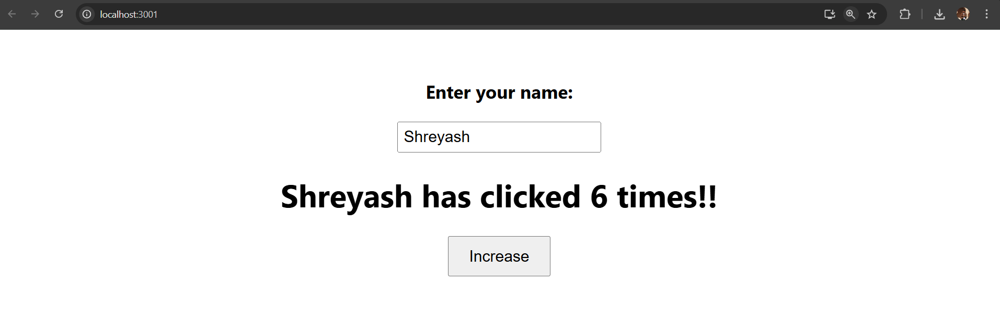 localhost:3001
Enter your name:
Shreyash
Shreyash has clicked 6 times!!
Increase